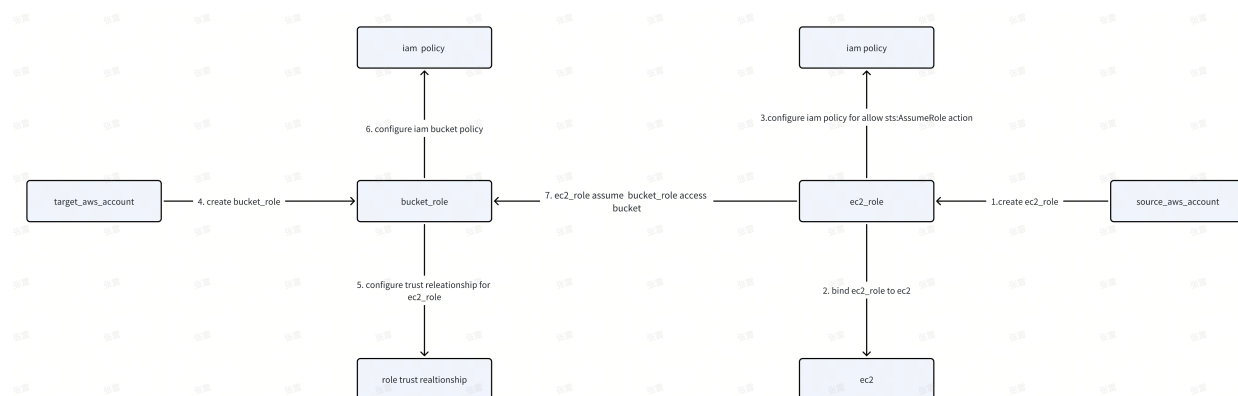 iam policy
iam policy
6. configure iam bucket policy
3.configure iam policy for allow sts:AssumeRole action
target_aws_account
4. create bucket_role
bucket_role
7. ec2_role assume bucket_role access
bucket
ec2_role
1.create ec2_role
source_aws_account
5. configure trust releationship for
ec2_role
2. bind ec2_role to ec2
role trust realtionship
ec2